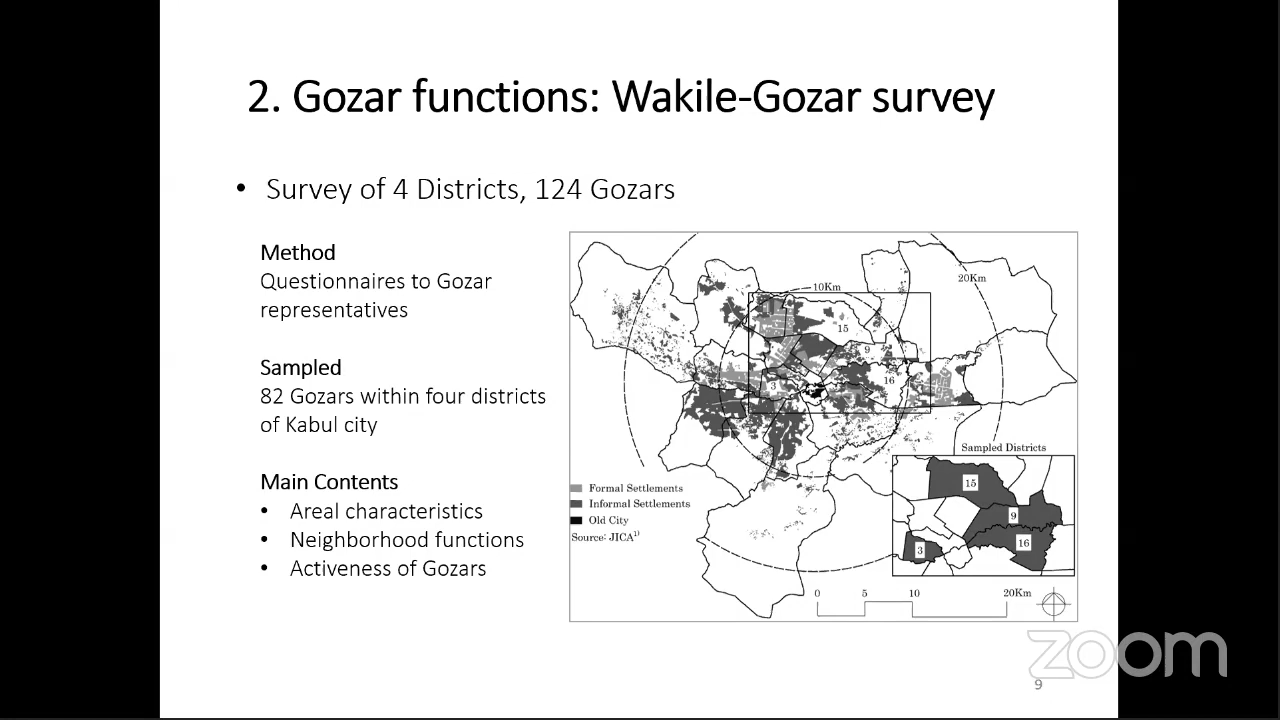 2. Gozar functions: Wakile-Gozar survey
• Survey of 4 Districts, 124 Gozars
Method
Questionnaires to Gozar
representatives
Sampled
82 Gozars within four districts
of Kabul city
Main Contents
• Areal characteristics
• Neighborhood functions
• Activeness of Gozars
20Km
10Km
15
9
16
3
Sampled Districts
15
9
16
3
Formal Settlements
Informal Settlements
Old City
Source: JICA1)
0 5 10 20Km
zoom
9